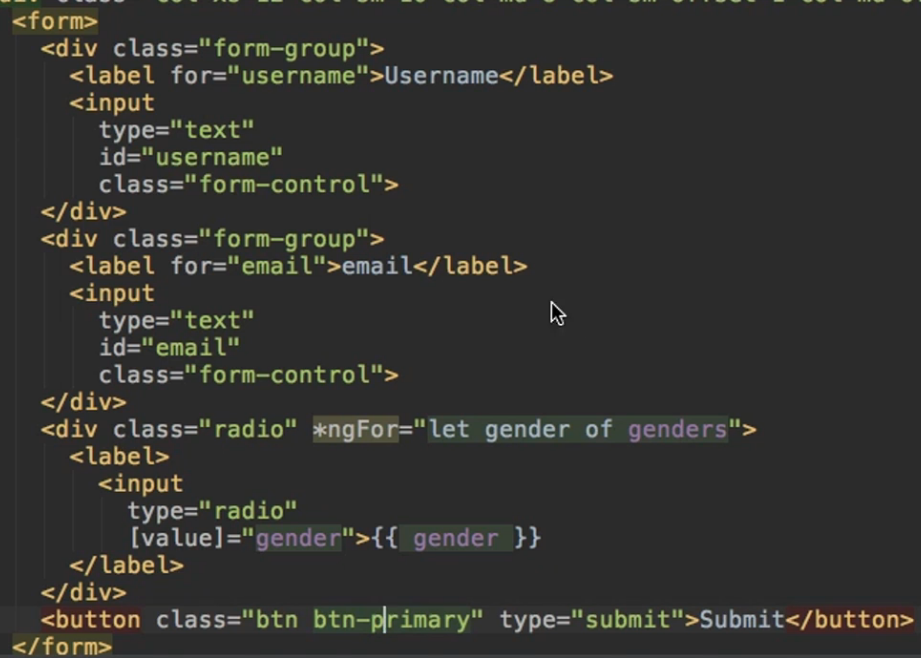 <form>
<div class="form-group">
<label for="username">Username</label>
<input
type="text"
id="username"
class="form-control">
</div>
<div class="form-group">
<label for="email">email</label>
<input
type="text"
id="email"
class="form-control">
</div>
<div class="radio" *ngFor="let gender of genders">
<label>
<input
type="radio"
[value]="gender">{{ gender }}
</label>
</div>
<button class="btn btn-primary" type="submit">Submit</button>
</form>